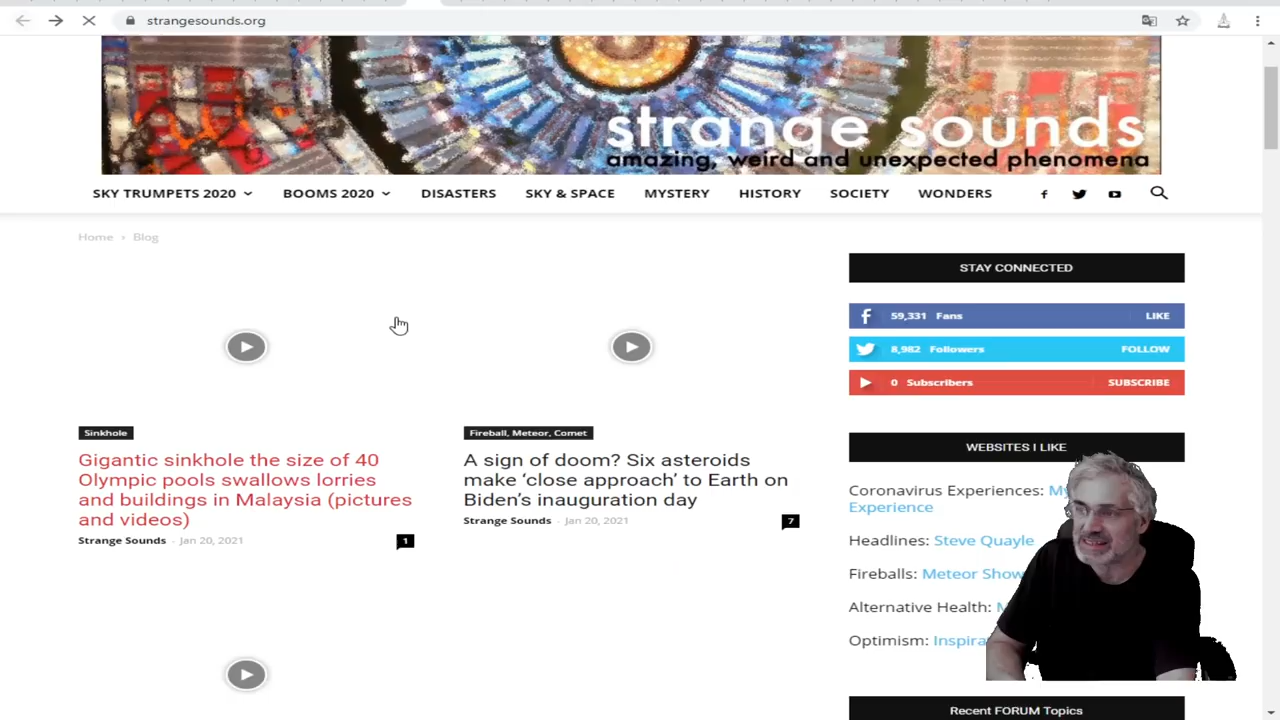 strangesounds.org
strange sounds
amazing, weird and unexpected phenomena
SKY TRUMPETS 2020
BOOMS 2020
DISASTERS
SKY & SPACE
MYSTERY
HISTORY
SOCIETY
WONDERS
Home › Blog
Sinkhole
Gigantic sinkhole the size of 40
Olympic pools swallows lorries
and buildings in Malaysia (pictures
and videos)
Strange Sounds - Jan 20, 2021
1
Fireball, Meteor, Comet
A sign of doom? Six asteroids
make ‘close approach’ to Earth on
Biden’s inauguration day
Strange Sounds - Jan 20, 2021
7
STAY CONNECTED
59,331 Fans LIKE
8,982 Followers FOLLOW
0 Subscribers SUBSCRIBE
WEBSITES I LIKE
Coronavirus Experiences:
Experience
Headlines: Steve Quayle
Fireballs: Meteor
Alternative Health:
Optimism:
Recent FORUM Topics